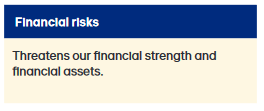 Financial risks
Threatens our financial strength and
financial assets.